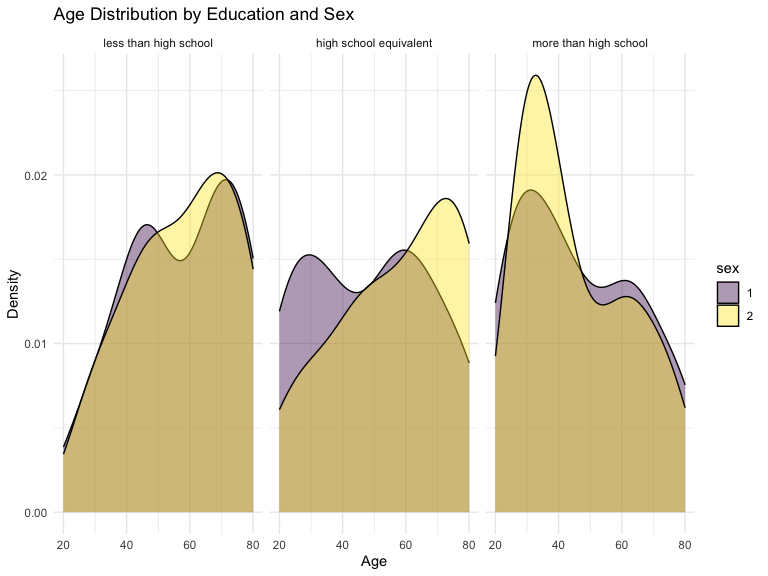 Age Distribution by Education and Sex
less than high school
high school equivalent
more than high school
0.02
0.01
0.00
Density
20 40 60 80
20 40 60 80
20 40 60 80
Age
sex
1
2